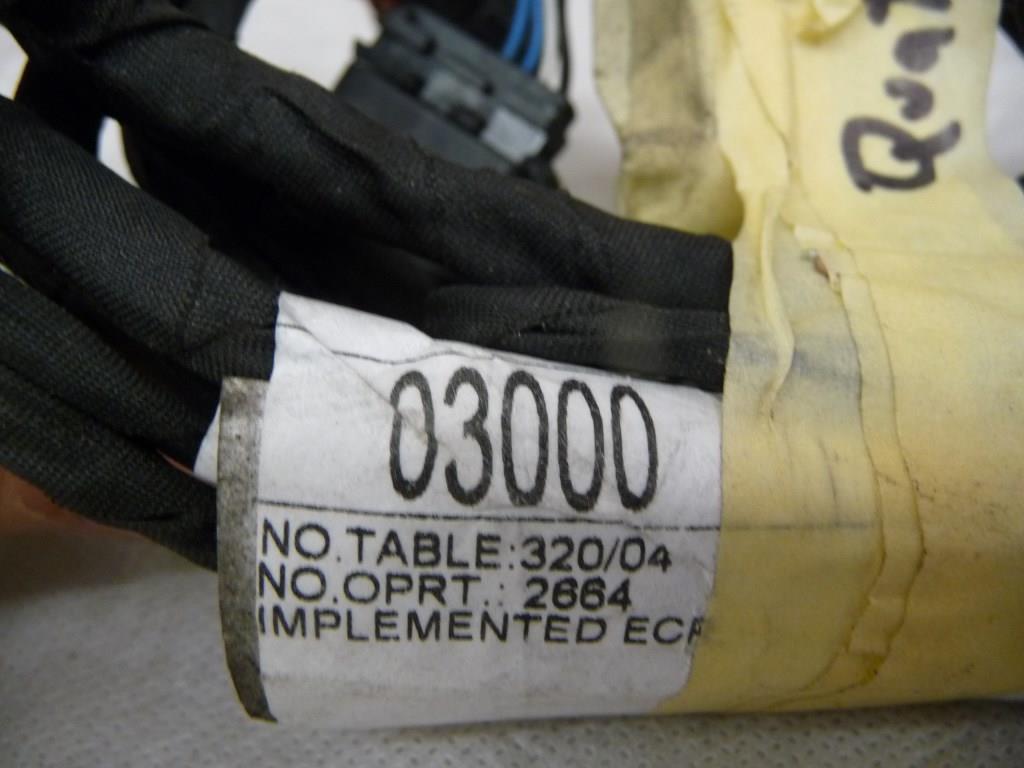 03000
NO.TABLE:320/04
NO.OPRT.: 2664
IMPLEMENTED